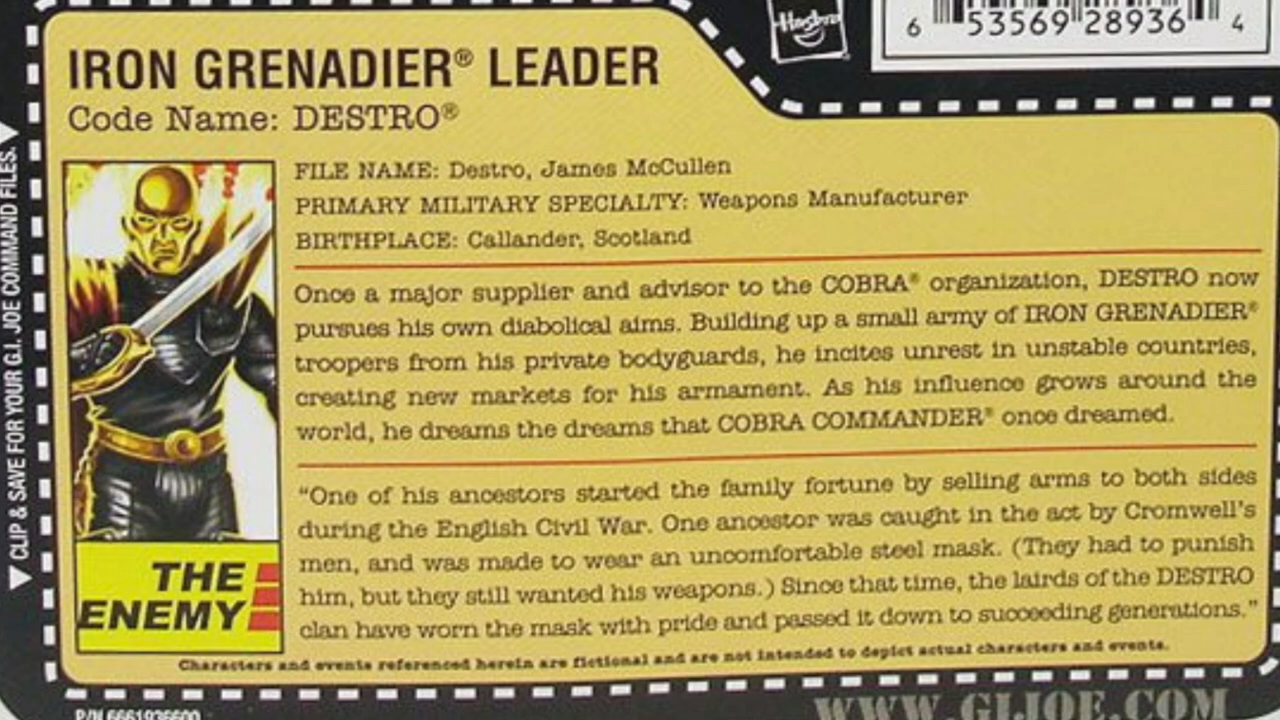 Hasbro
6 53569 28936 4
IRON GRENADIER® LEADER
Code Name: DESTRO®
CLIP & SAVE FOR YOUR G.I. JOE COMMAND FILES.
FILE NAME: Destro, James McCullen
PRIMARY MILITARY SPECIALTY: Weapons Manufacturer
BIRTHPLACE: Callander, Scotland
Once a major supplier and advisor to the COBRA® organization, DESTRO now
pursues his own diabolical aims. Building up a small army of IRON GRENADIER®
troopers from his private bodyguards, he incites unrest in unstable countries,
creating new markets for his armament. As his influence grows around the
world, he dreams the dreams that COBRA COMMANDER® once dreamed.
“One of his ancestors started the family fortune by selling arms to both sides
during the English Civil War. One ancestor was caught in the act by Cromwell’s
men, and was made to wear an uncomfortable steel mask. (They had to punish
him, but they still wanted his weapons.) Since that time, the lairds of the DESTRO
clan have worn the mask with pride and passed it down to succeeding generations.”
THE
ENEMY
Characters and events referenced herein are fictional and are not intended to depict actual characters and events.
WWW.GIJOE.COM